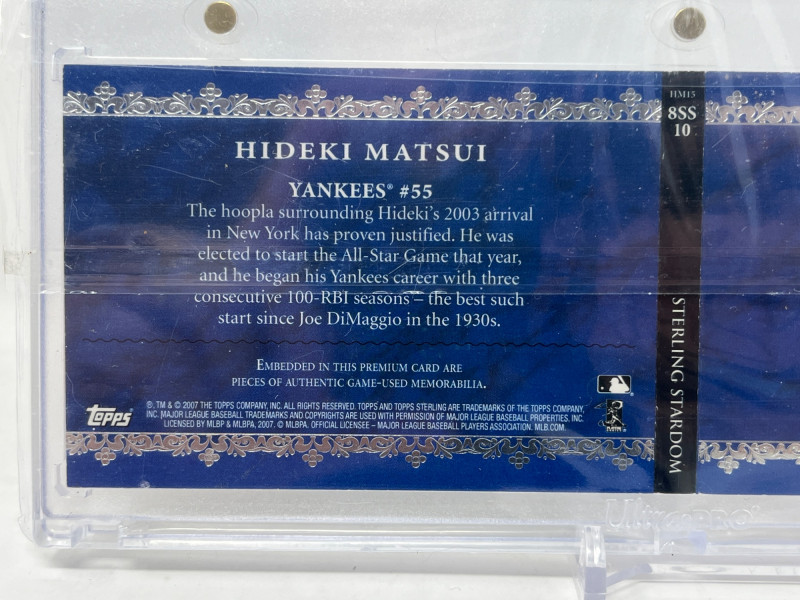 HIDEKI MATSUI
YANKEES® #55
The hoopla surrounding Hideki's 2003 arrival
in New York has proven justified. He was
elected to start the All-Star Game that year,
and he began his Yankees career with three
consecutive 100-RBI seasons – the best such
start since Joe DiMaggio in the 1930s.
EMBEDDED IN THIS PREMIUM CARD ARE
PIECES OF AUTHENTIC GAME-USED MEMORABILIA.
topps
®, TM & © 2007 THE TOPPS COMPANY, INC. ALL RIGHTS RESERVED. TOPPS AND TOPPS STERLING ARE TRADEMARKS OF THE TOPPS COMPANY,
INC. MAJOR LEAGUE BASEBALL TRADEMARKS AND COPYRIGHTS ARE USED WITH PERMISSION OF MAJOR LEAGUE BASEBALL PROPERTIES, INC.
LICENSED BY MLBP & MLBPA, 2007. © MLBPA. OFFICIAL LICENSEE – MAJOR LEAGUE BASEBALL PLAYERS ASSOCIATION. MLB.COM
HM15
8SS
10
STERLING STARDOM
Ultra PRO